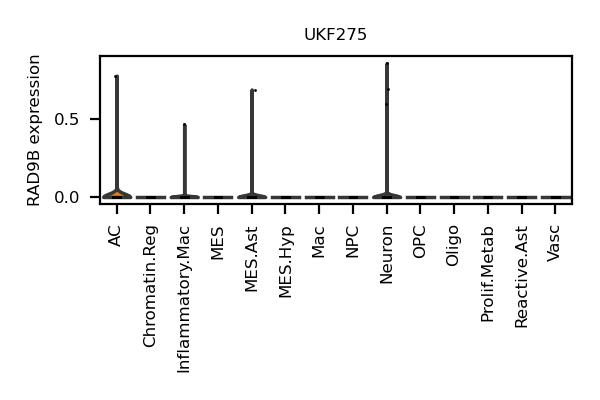 UKF275
RAD9B expression
0.5
0.0
AC
Chromatin.Reg
Inflammatory.Mac
MES
MES.Ast
MES.Hyp
Mac
NPC
Neuron
OPC
Oligo
Prolif.Metab
Reactive.Ast
Vasc